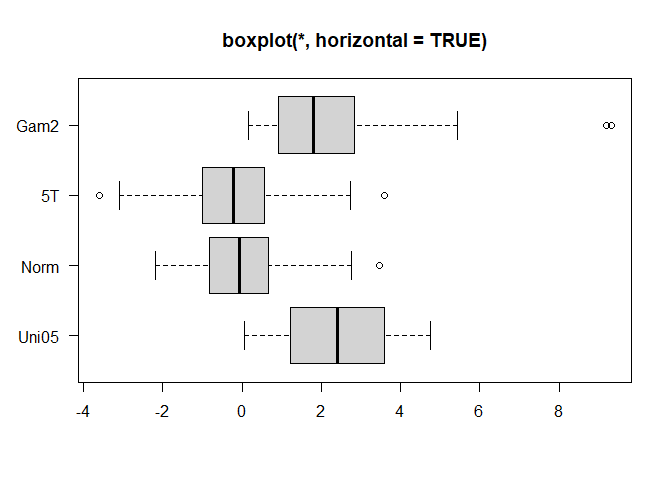 boxplot(*, horizontal = TRUE)
Gam2
5T
Norm
Uni05
-4 -2 0 2 4 6 8